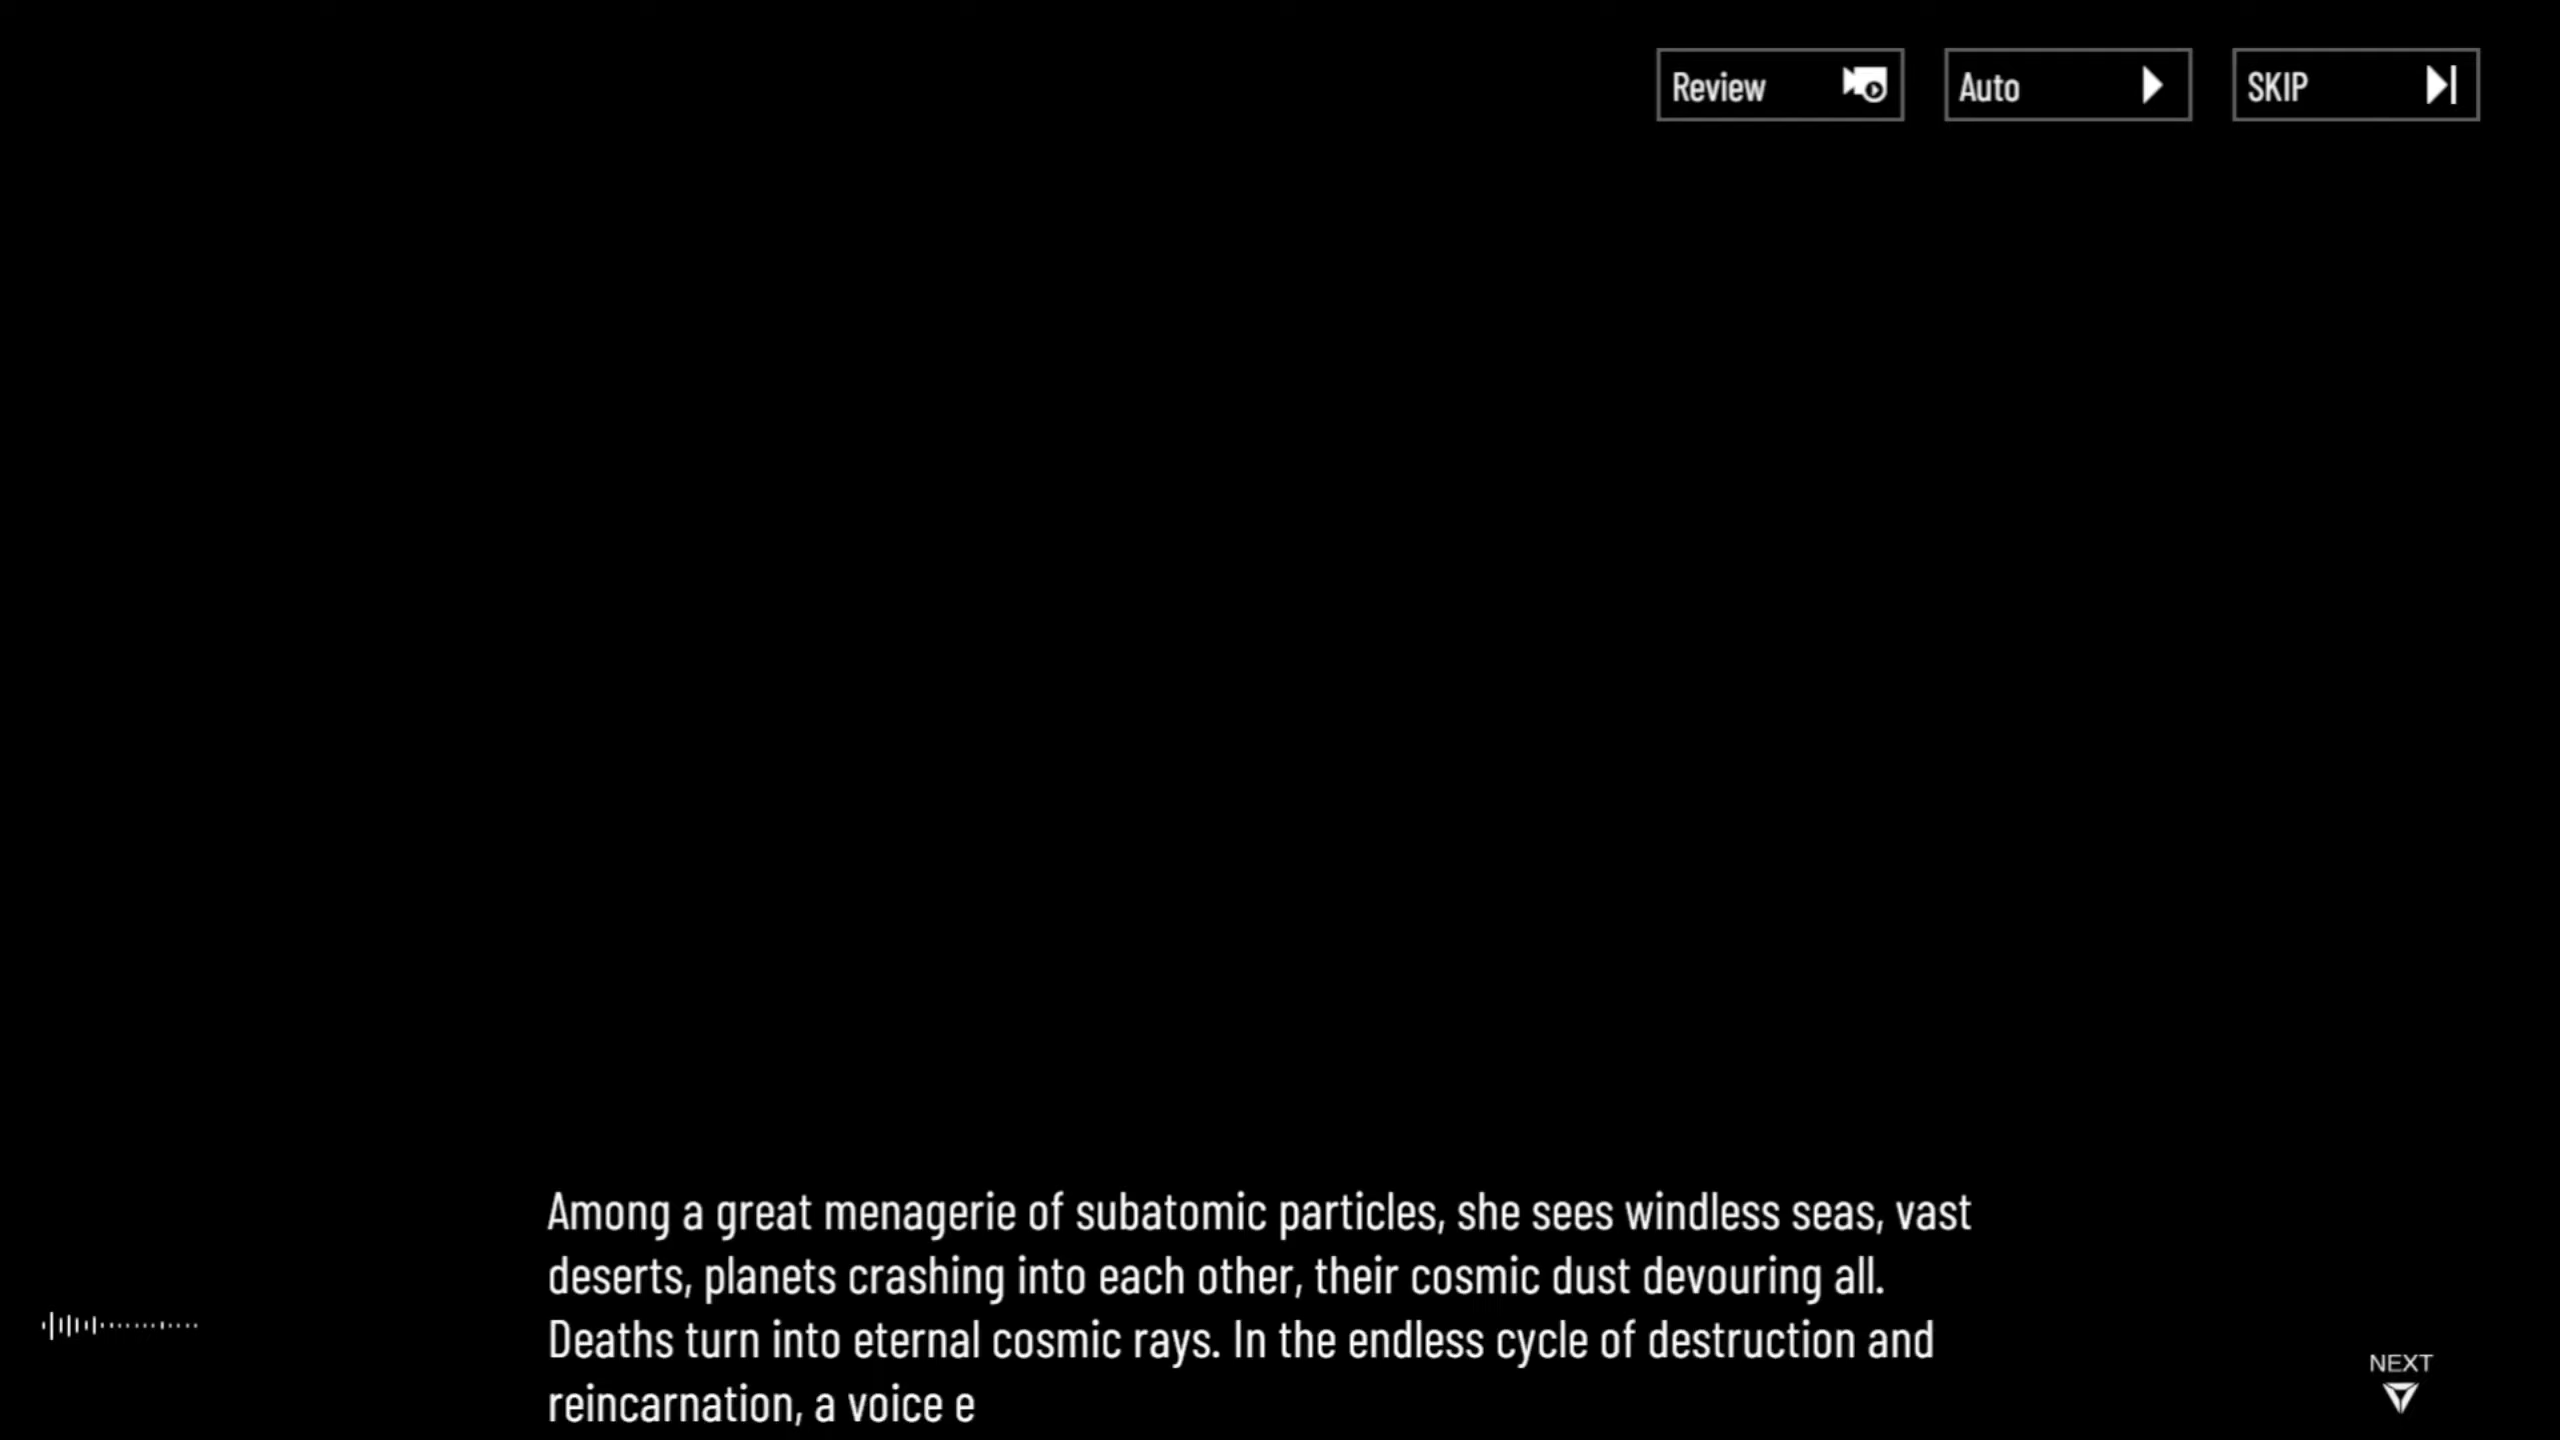 Review
Auto
SKIP
Among a great menagerie of subatomic particles, she sees windless seas, vast
deserts, planets crashing into each other, their cosmic dust devouring all.
Deaths turn into eternal cosmic rays. In the endless cycle of destruction and
reincarnation, a voice e
NEXT